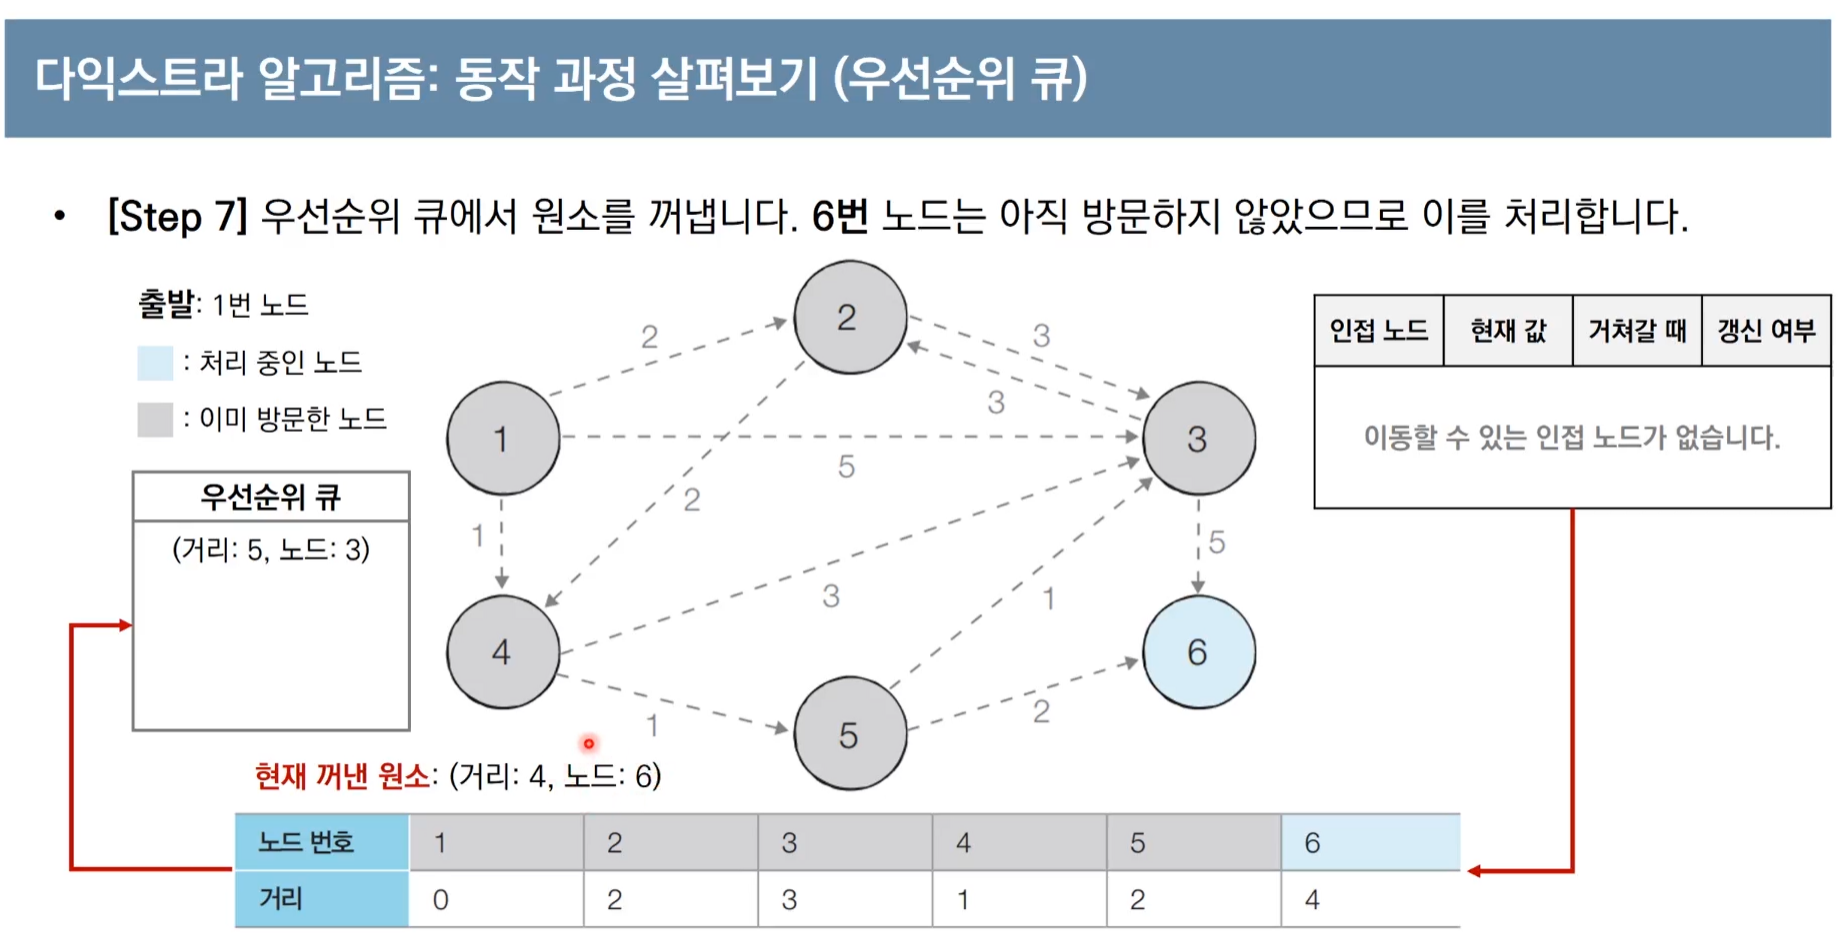 다익스트라 알고리즘: 동작 과정 살펴보기 (우선순위 큐)
• [Step 7] 우선순위 큐에서 원소를 꺼냅니다. 6번 노드는 아직 방문하지 않았으므로 이를 처리합니다.
출발: 1번 노드
: 처리 중인 노드
: 이미 방문한 노드
우선순위 큐
(거리: 5, 노드: 3)
2
2
3
3
1
5
3
2
1
5
3
1
4
6
1
5
2
인접 노드 현재 값 거쳐갈 때 갱신 여부
이동할 수 있는 인접 노드가 없습니다.
현재 꺼낸 원소: (거리: 4, 노드: 6)
노드 번호 1 2 3 4 5 6
거리 0 2 3 1 2 4